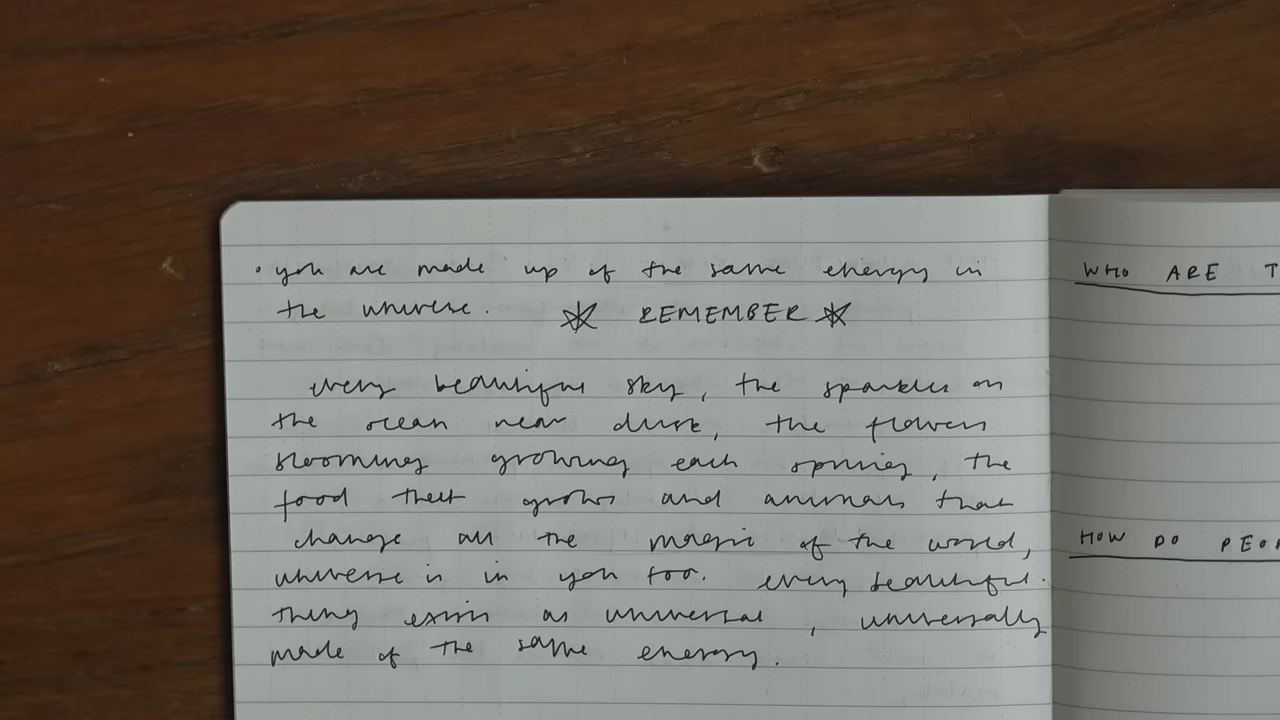 • you are made up of the same energy in
the universe. ☆ REMEMBER ☆
every beautiful sky, the sparkles on
the ocean near dusk, the flowers
blooming growing each spring, the
food that grows and animals that
change all the magic of the world,
universe is in you too. every beautiful
thing exists as universal, universally
made of the same energy.
WHO ARE T
HOW DO PEO